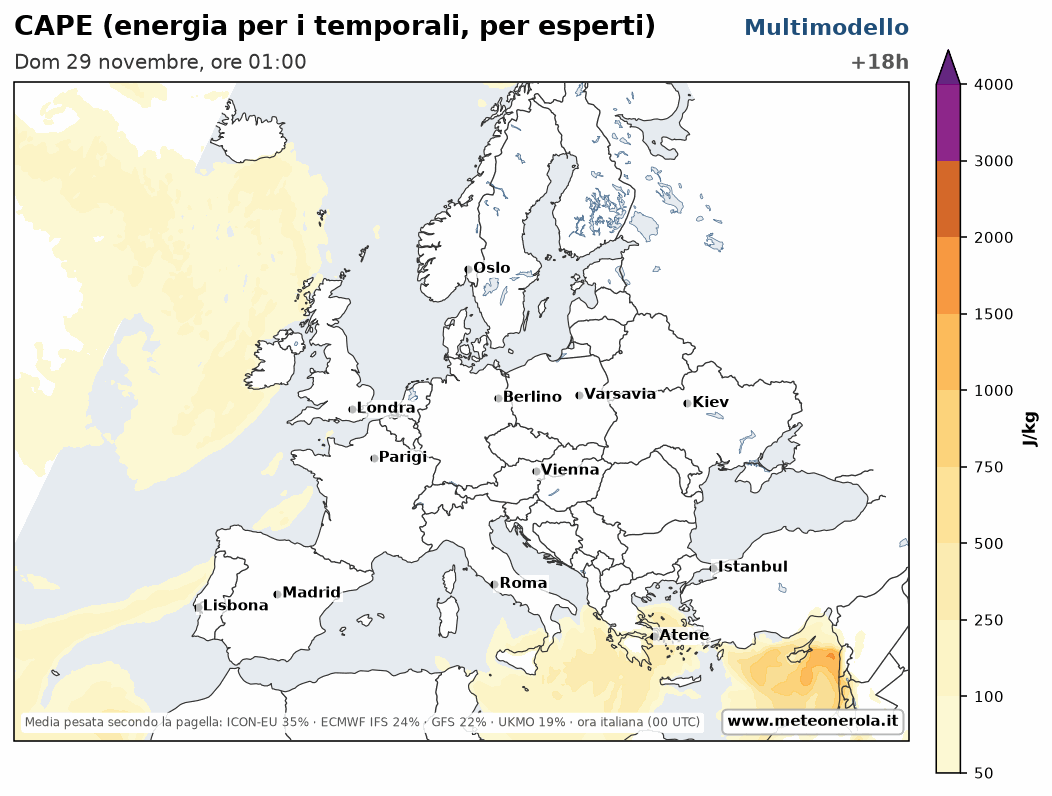 CAPE (energia per i temporali, per esperti)
Multimodello
Dom 29 novembre, ore 01:00
+18h
4000
3000
2000
1500
1000
750
500
250
100
50
J/kg
Oslo
Berlino
Varsavia
Kiev
Londra
Parigi
Vienna
Istanbul
Roma
Madrid
Lisbona
Atene
Media pesata secondo la pagella: ICON-EU 35% · ECMWF IFS 24% · GFS 22% · UKMO 19% · ora italiana (00 UTC)
www.meteonerola.it